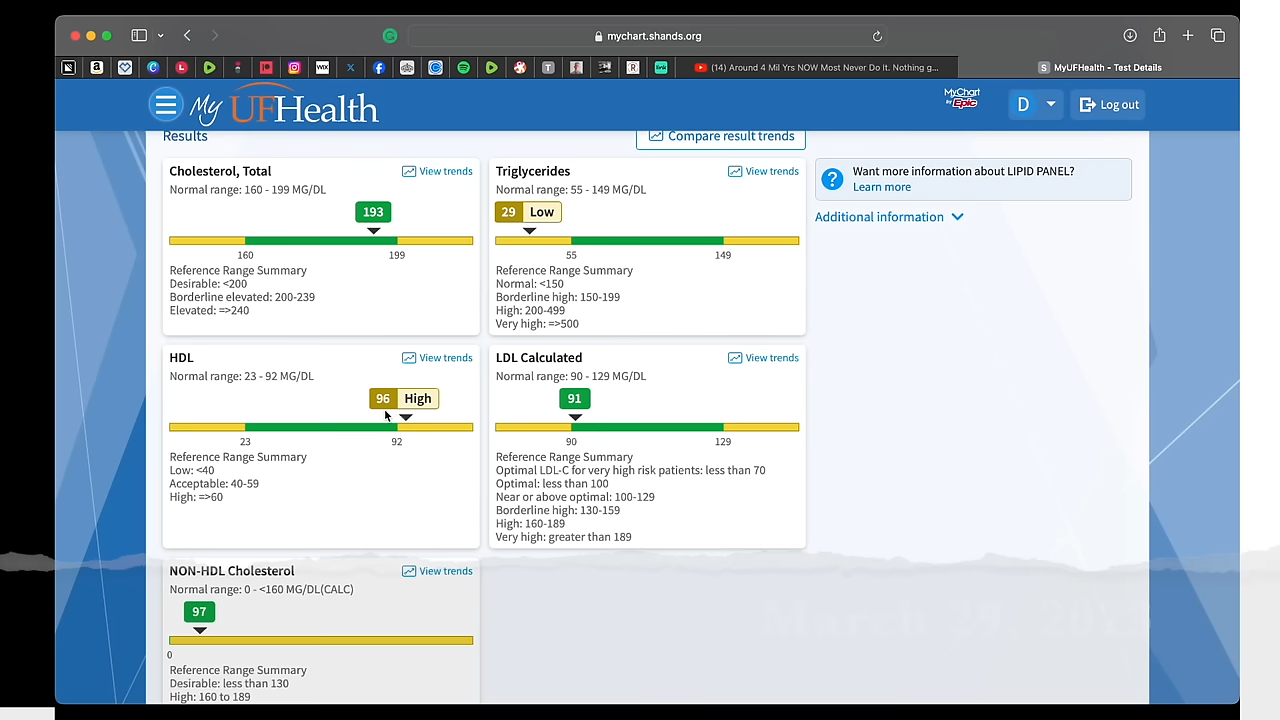 mychart.shands.org
(14) Around 4 Mil Yrs NOW Most Never Do It. Nothing g...
MyUFHealth - Test Details
My UFHealth
MyChart
by Epic
D
Log out
Results
Compare result trends
Cholesterol, Total
View trends
Normal range: 160 - 199 MG/DL
193
160 199
Reference Range Summary
Desirable: <200
Borderline elevated: 200-239
Elevated: =>240
Triglycerides
View trends
Normal range: 55 - 149 MG/DL
29 Low
55 149
Reference Range Summary
Normal: <150
Borderline high: 150-199
High: 200-499
Very high: =>500
Want more information about LIPID PANEL?
Learn more
Additional information
HDL
View trends
Normal range: 23 - 92 MG/DL
96 High
23 92
Reference Range Summary
Low: <40
Acceptable: 40-59
High: =>60
LDL Calculated
View trends
Normal range: 90 - 129 MG/DL
91
90 129
Reference Range Summary
Optimal LDL-C for very high risk patients: less than 70
Optimal: less than 100
Near or above optimal: 100-129
Borderline high: 130-159
High: 160-189
Very high: greater than 189
NON-HDL Cholesterol
View trends
Normal range: 0 - <160 MG/DL(CALC)
97
0
Reference Range Summary
Desirable: less than 130
High: 160 to 189